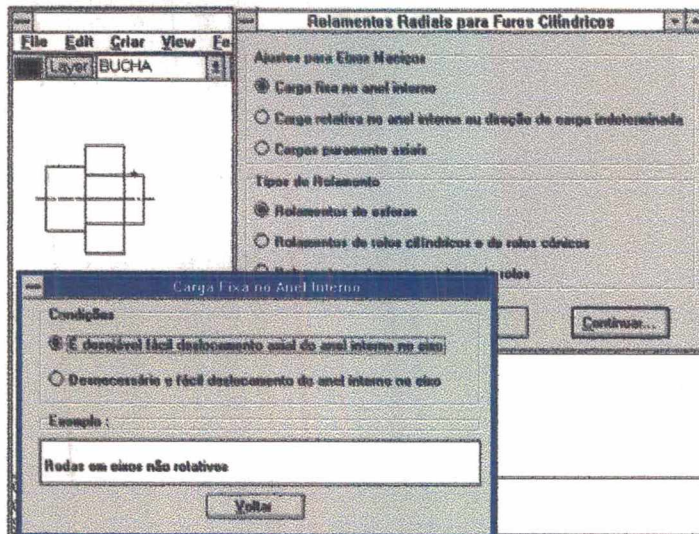 Rolamentos Radiais para Furos Cilíndricos
File Edit Criar View Fo
Layer BUCHA
Ajustes para Eixos Maciços
Carga fixa no anel interno
Carga relativa no anel interno ou direção de carga indeterminada
Cargas puramente axiais
Tipos de Rolamento
Rolamentos de esferas
Rolamentos de rolos cilíndricos e de rolos cônicos
de rolos
Continuar...
Carga Fixa no Anel Interno
Condições
É desejável fácil deslocamento axial do anel interno no eixo
Desnecessário o fácil deslocamento do anel interno no eixo
Exemplo :
Rodas em eixos não rotativos
Voltar